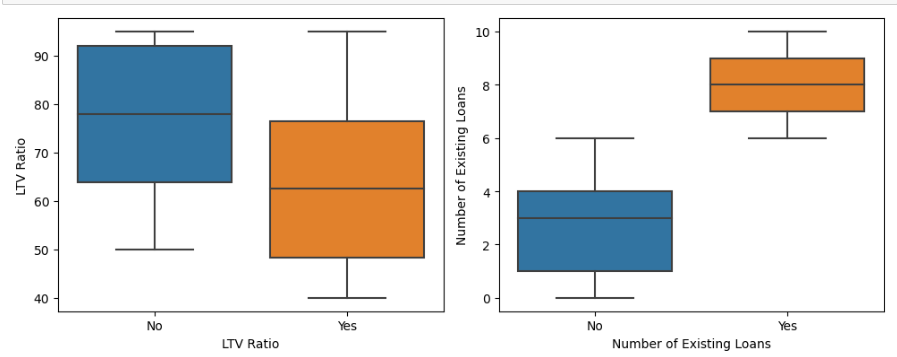 LTV Ratio
90
80
70
60
50
40
No
Yes
LTV Ratio
Number of Existing Loans
10
8
6
4
2
0
No
Yes
Number of Existing Loans